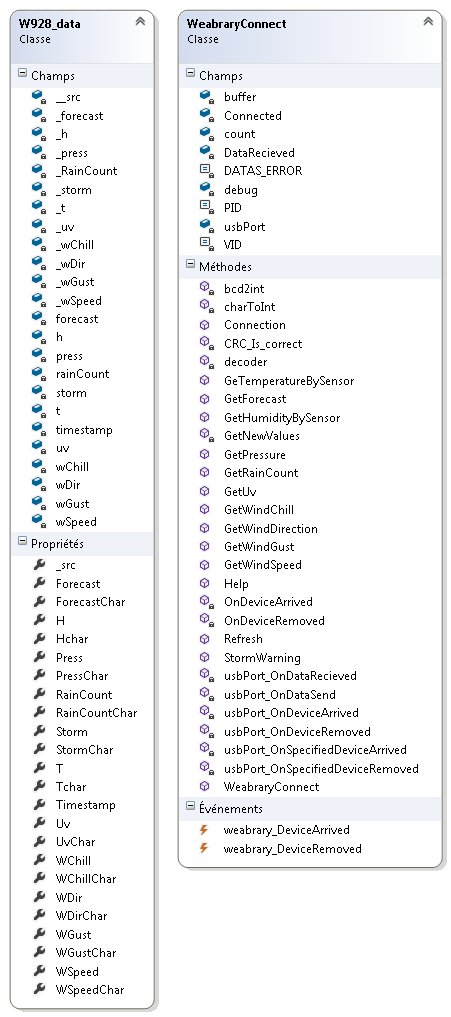 W928_data
Classe
Champs
__src
_forecast
_h
_press
_RainCount
_storm
_t
_uv
_wChill
_wDir
_wGust
_wSpeed
forecast
h
press
rainCount
storm
t
timestamp
uv
wChill
wDir
wGust
wSpeed
Propriétés
_src
Forecast
ForecastChar
H
Hchar
Press
PressChar
RainCount
RainCountChar
Storm
StormChar
T
Tchar
Timestamp
Uv
UvChar
WChill
WChillChar
WDir
WDirChar
WGust
WGustChar
WSpeed
WSpeedChar
WeabraryConnect
Classe
Champs
buffer
Connected
count
DataRecieved
DATAS_ERROR
debug
PID
usbPort
VID
Méthodes
bcd2int
charToInt
Connection
CRC_Is_correct
decoder
GeTemperatureBySensor
GetForecast
GetHumidityBySensor
GetNewValues
GetPressure
GetRainCount
GetUv
GetWindChill
GetWindDirection
GetWindGust
GetWindSpeed
Help
OnDeviceArrived
OnDeviceRemoved
Refresh
StormWarning
usbPort_OnDataRecieved
usbPort_OnDataSend
usbPort_OnDeviceArrived
usbPort_OnDeviceRemoved
usbPort_OnSpecifiedDeviceArrived
usbPort_OnSpecifiedDeviceRemoved
WeabraryConnect
Événements
weabrary_DeviceArrived
weabrary_DeviceRemoved